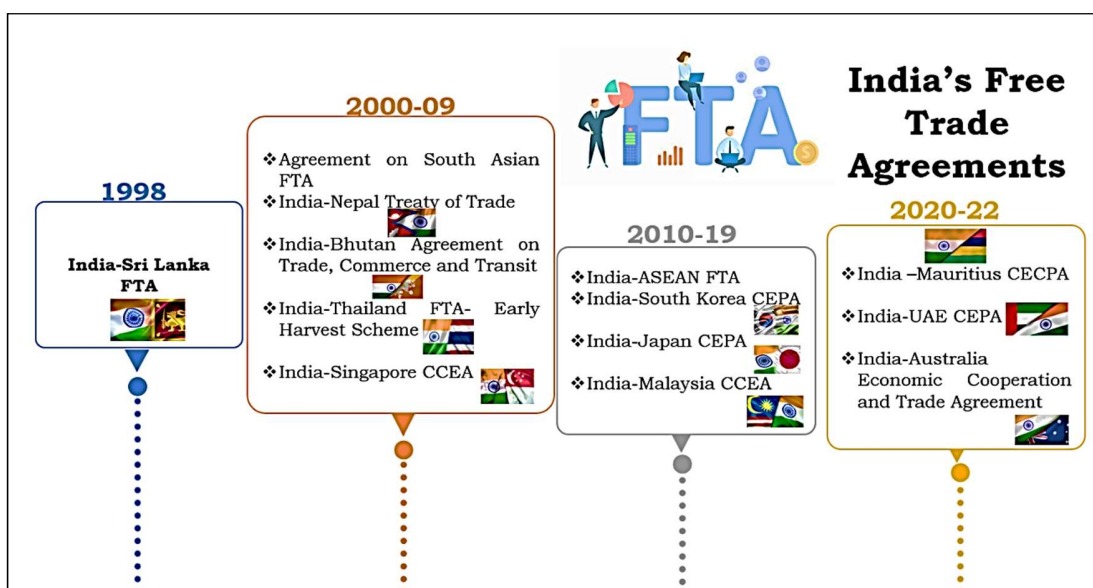 FTA
India's Free
Trade
Agreements
1998
India-Sri Lanka
FTA
2000-09
❖Agreement on South Asian
FTA
❖India-Nepal Treaty of Trade
❖India-Bhutan Agreement on
Trade, Commerce and Transit
❖India-Thailand FTA- Early
Harvest Scheme
❖India-Singapore CCEA
2010-19
❖India-ASEAN FTA
❖India-South Korea CEPA
❖India-Japan CEPA
❖India-Malaysia CCEA
2020-22
❖India –Mauritius CECPA
❖India-UAE CEPA
❖India-Australia
Economic Cooperation
and Trade Agreement